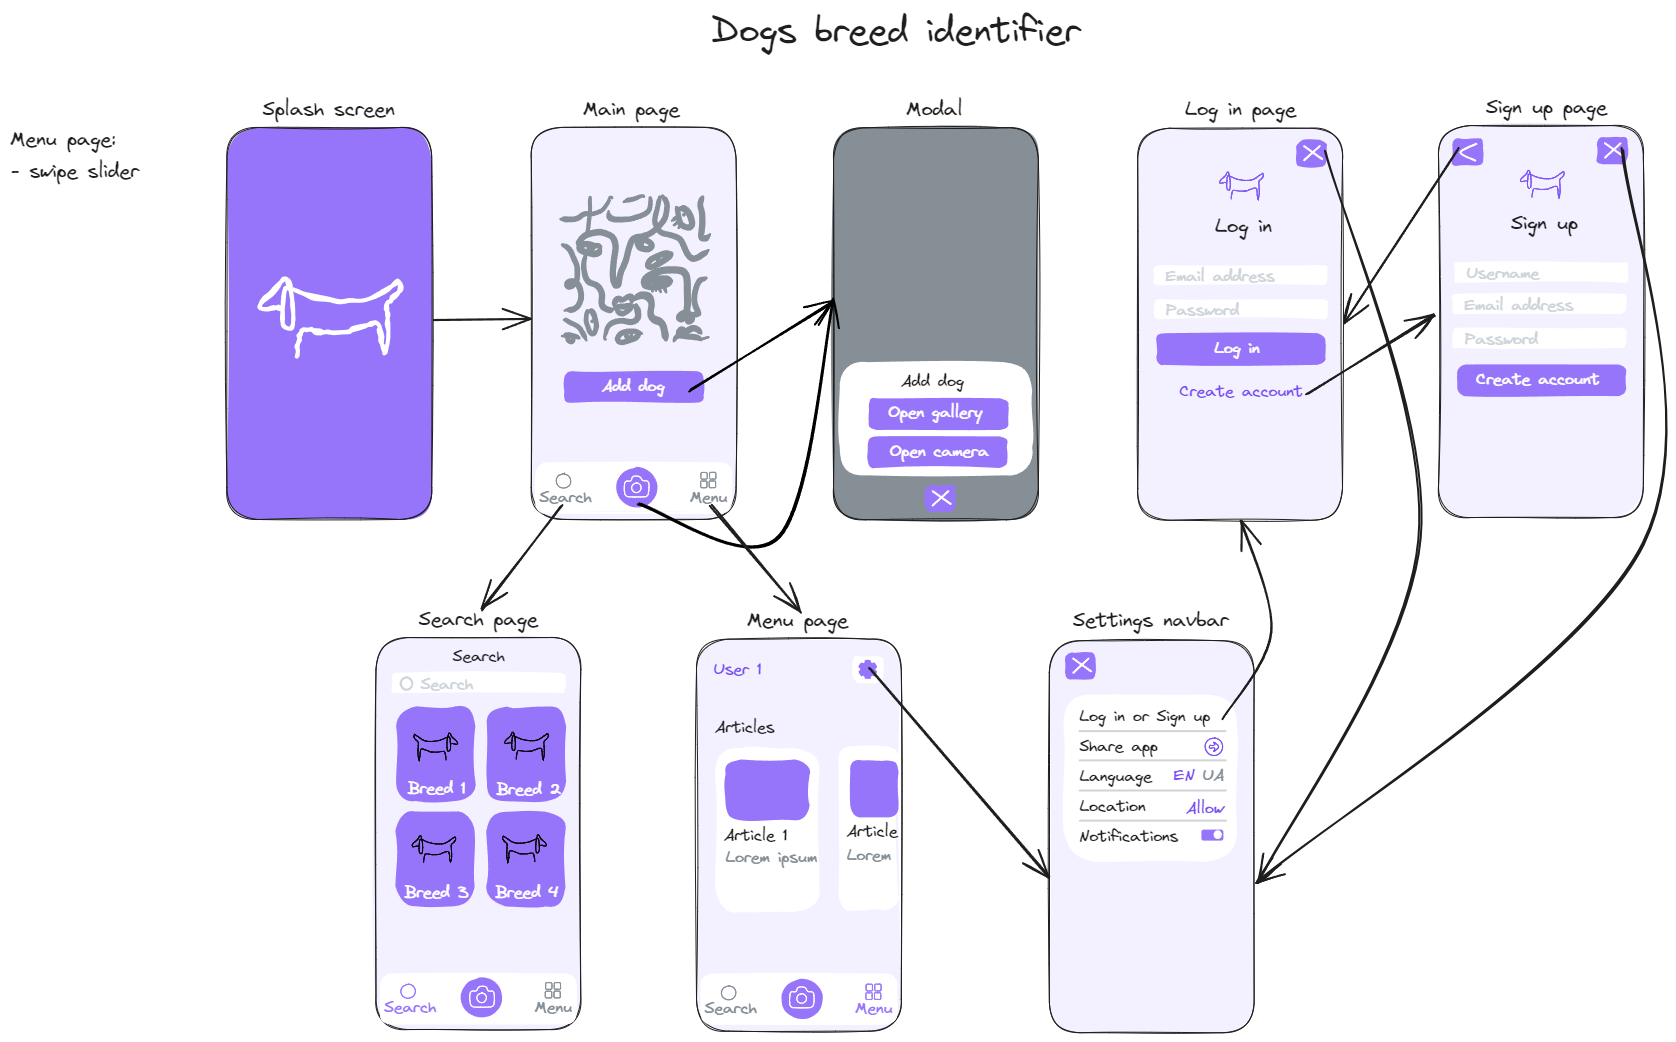 Dogs breed identifier
Menu page:
- swipe slider
Splash screen
Main page
Add dog
Search
Menu
Modal
Add dog
Open gallery
Open camera
Log in page
Log in
Email address
Password
Log in
Create account
Sign up page
Sign up
Username
Email address
Password
Create account
Search page
Search
Search
Breed 1
Breed 2
Breed 3
Breed 4
Search
Menu
Menu page
User 1
Articles
Article 1
Lorem ipsum
Article
Lorem
Search
Menu
Settings navbar
Log in or Sign up
Share app
Language EN UA
Location Allow
Notifications